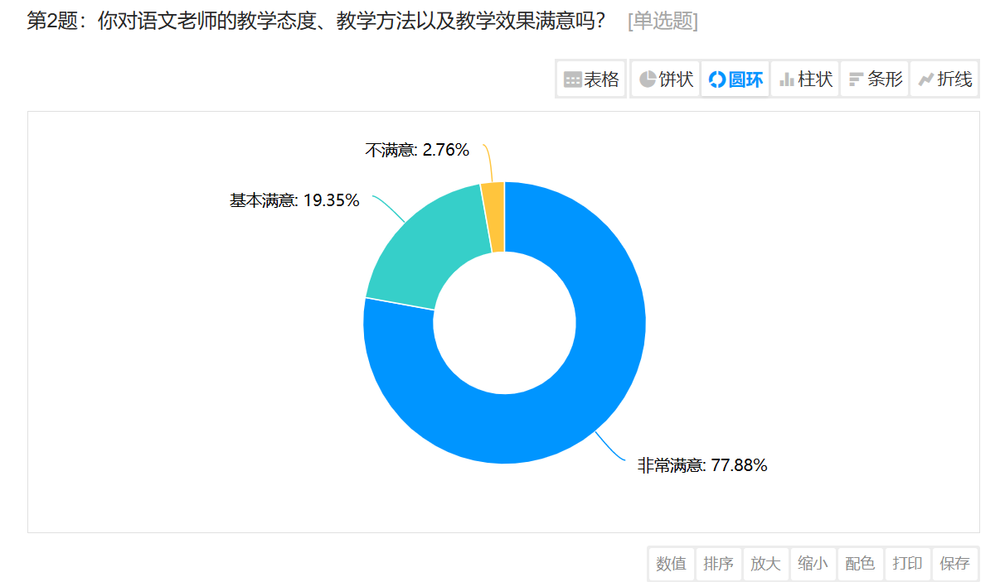 第2题：你对语文老师的教学态度、教学方法以及教学效果满意吗？ [单选题]
表格 饼状 圆环 柱状 条形 折线
不满意: 2.76%
基本满意: 19.35%
非常满意: 77.88%
数值 排序 放大 缩小 配色 打印 保存